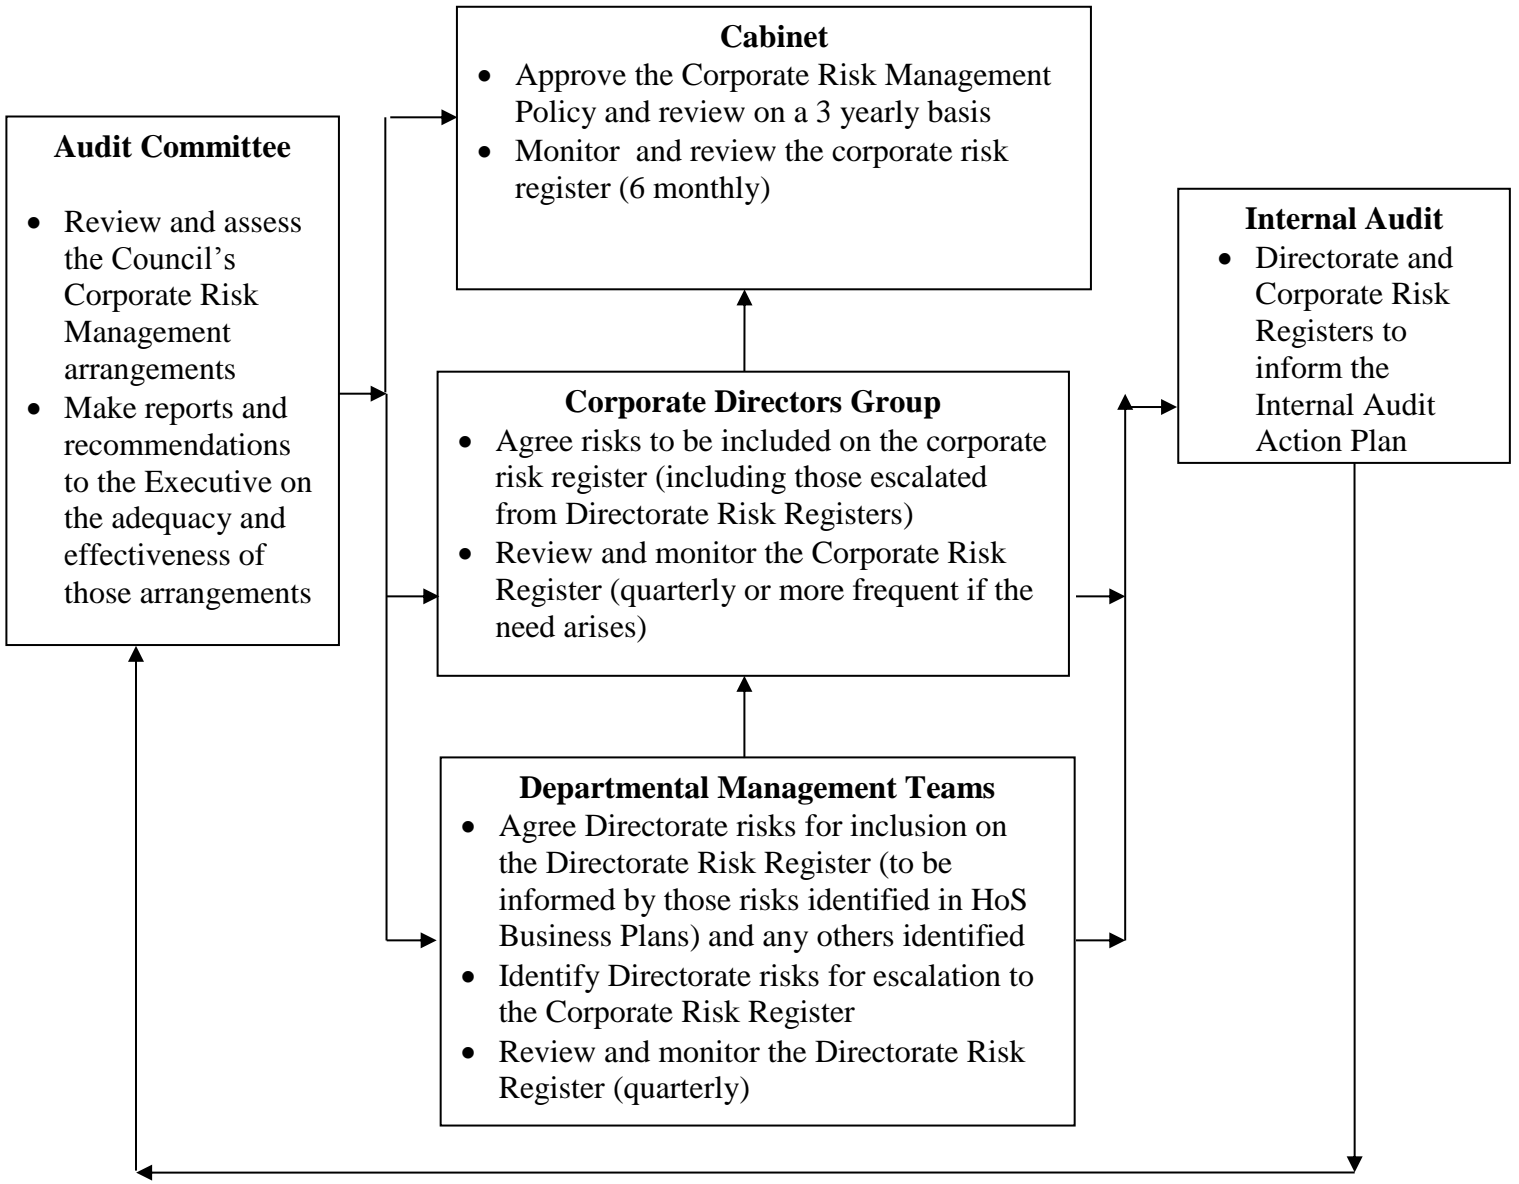 Cabinet
• Approve the Corporate Risk Management
Policy and review on a 3 yearly basis
• Monitor  and review the corporate risk
register (6 monthly)
Audit Committee
• Review and assess
the Council’s
Corporate Risk
Management
arrangements
• Make reports and
recommendations
to the Executive on
the adequacy and
effectiveness of
those arrangements
Internal Audit
• Directorate and
Corporate Risk
Registers to
inform the
Internal Audit
Action Plan
Corporate Directors Group
• Agree risks to be included on the corporate
risk register (including those escalated
from Directorate Risk Registers)
• Review and monitor the Corporate Risk
Register (quarterly or more frequent if the
need arises)
Departmental Management Teams
• Agree Directorate risks for inclusion on
the Directorate Risk Register (to be
informed by those risks identified in HoS
Business Plans) and any others identified
• Identify Directorate risks for escalation to
the Corporate Risk Register
• Review and monitor the Directorate Risk
Register (quarterly)